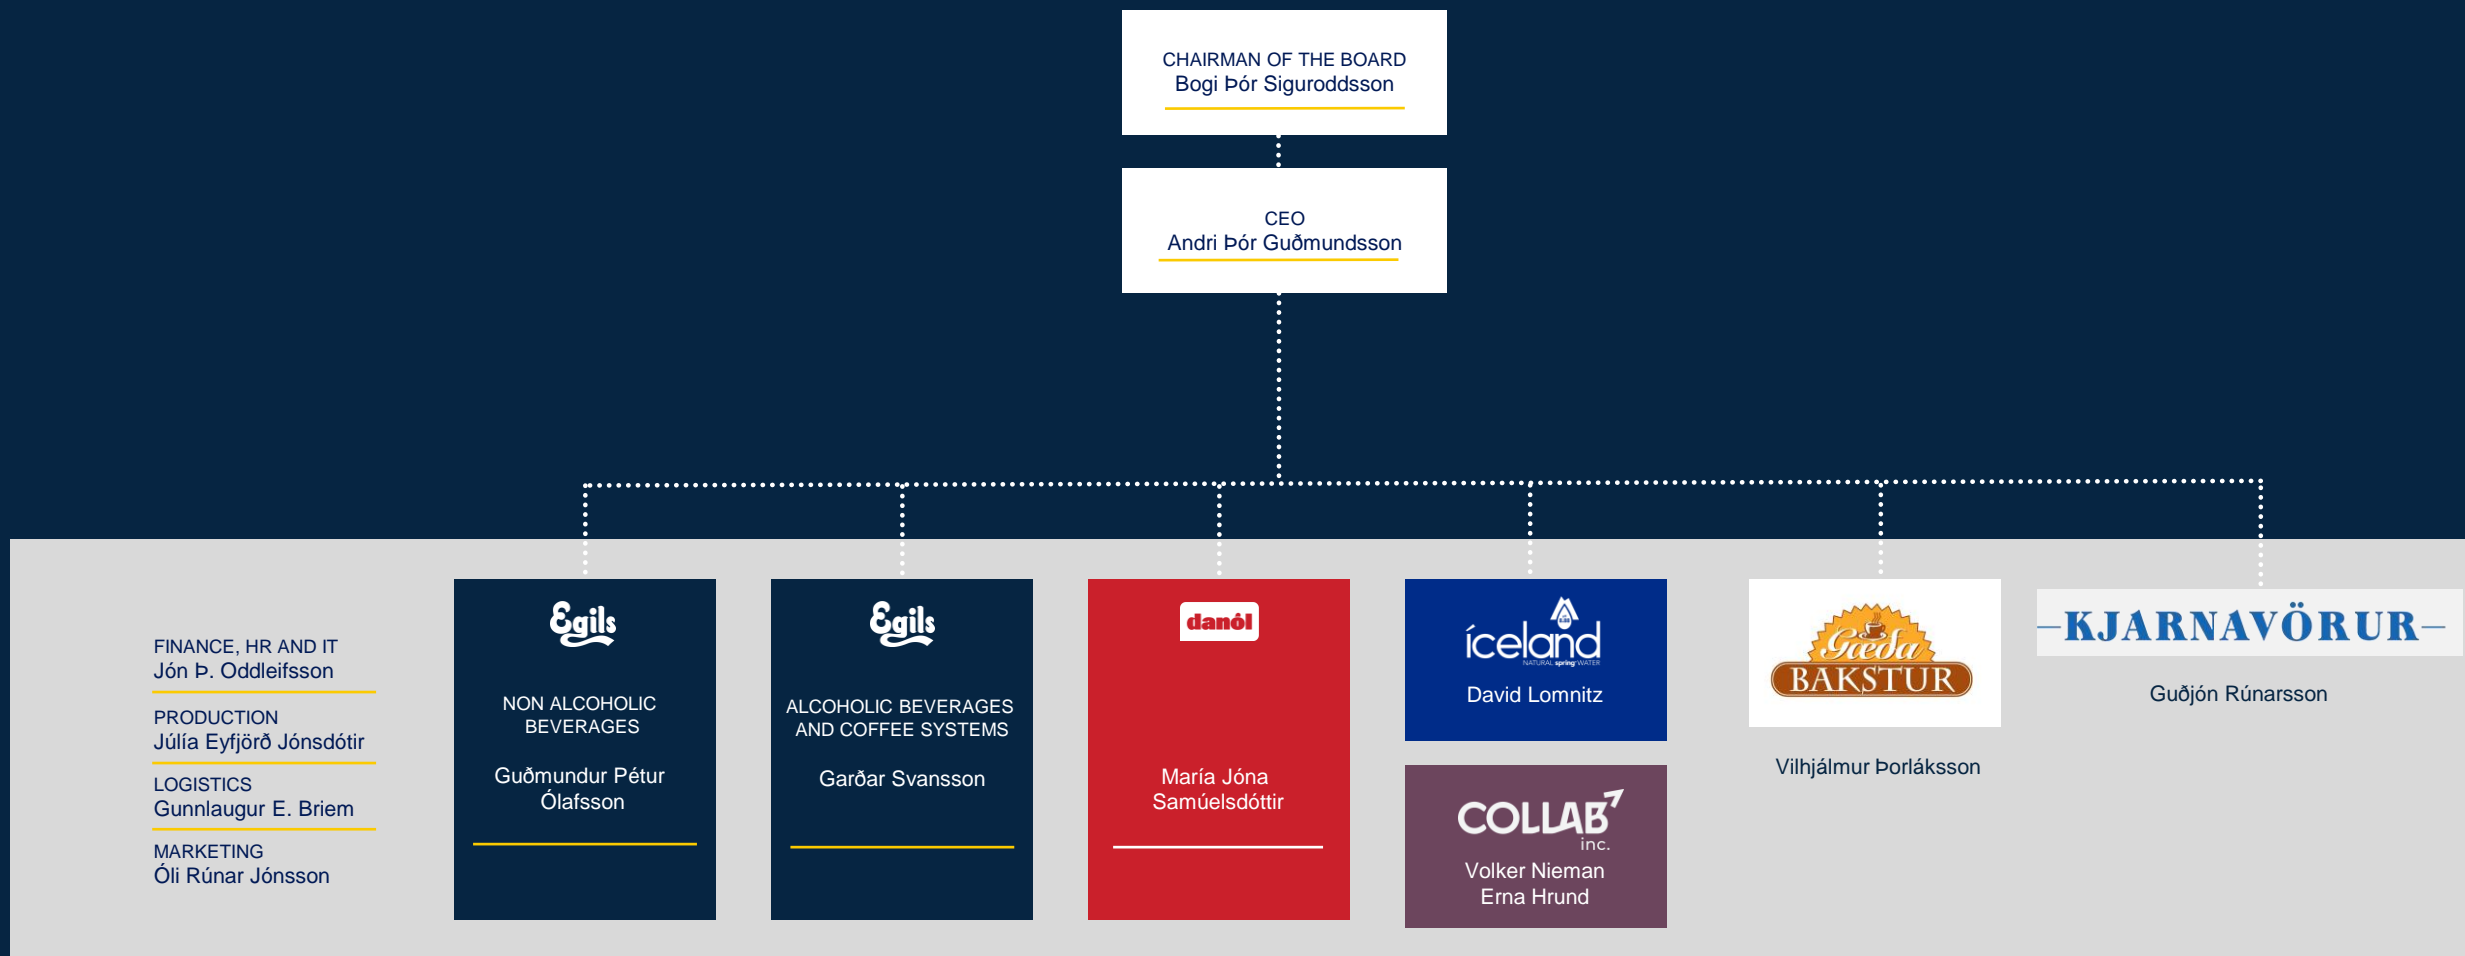 CHAIRMAN OF THE BOARD
Bogi Þór Siguroddsson
CEO
Andri Þór Guðmundsson
FINANCE, HR AND IT
Jón Þ. Oddleifsson
PRODUCTION
Júlía Eyfjörð Jónsdótir
LOGISTICS
Gunnlaugur E. Briem
MARKETING
Óli Rúnar Jónsson
Egils
NON ALCOHOLIC
BEVERAGES
Guðmundur Pétur
Ólafsson
Egils
ALCOHOLIC BEVERAGES
AND COFFEE SYSTEMS
Garðar Svansson
danól
María Jóna
Samúelsdóttir
íceland
NATURAL spring WATER
David Lomnitz
COLLAB
inc.
Volker Nieman
Erna Hrund
Gæða
BAKSTUR
Vilhjálmur Þorláksson
-KJARNAVÖRUR-
Guðjón Rúnarsson